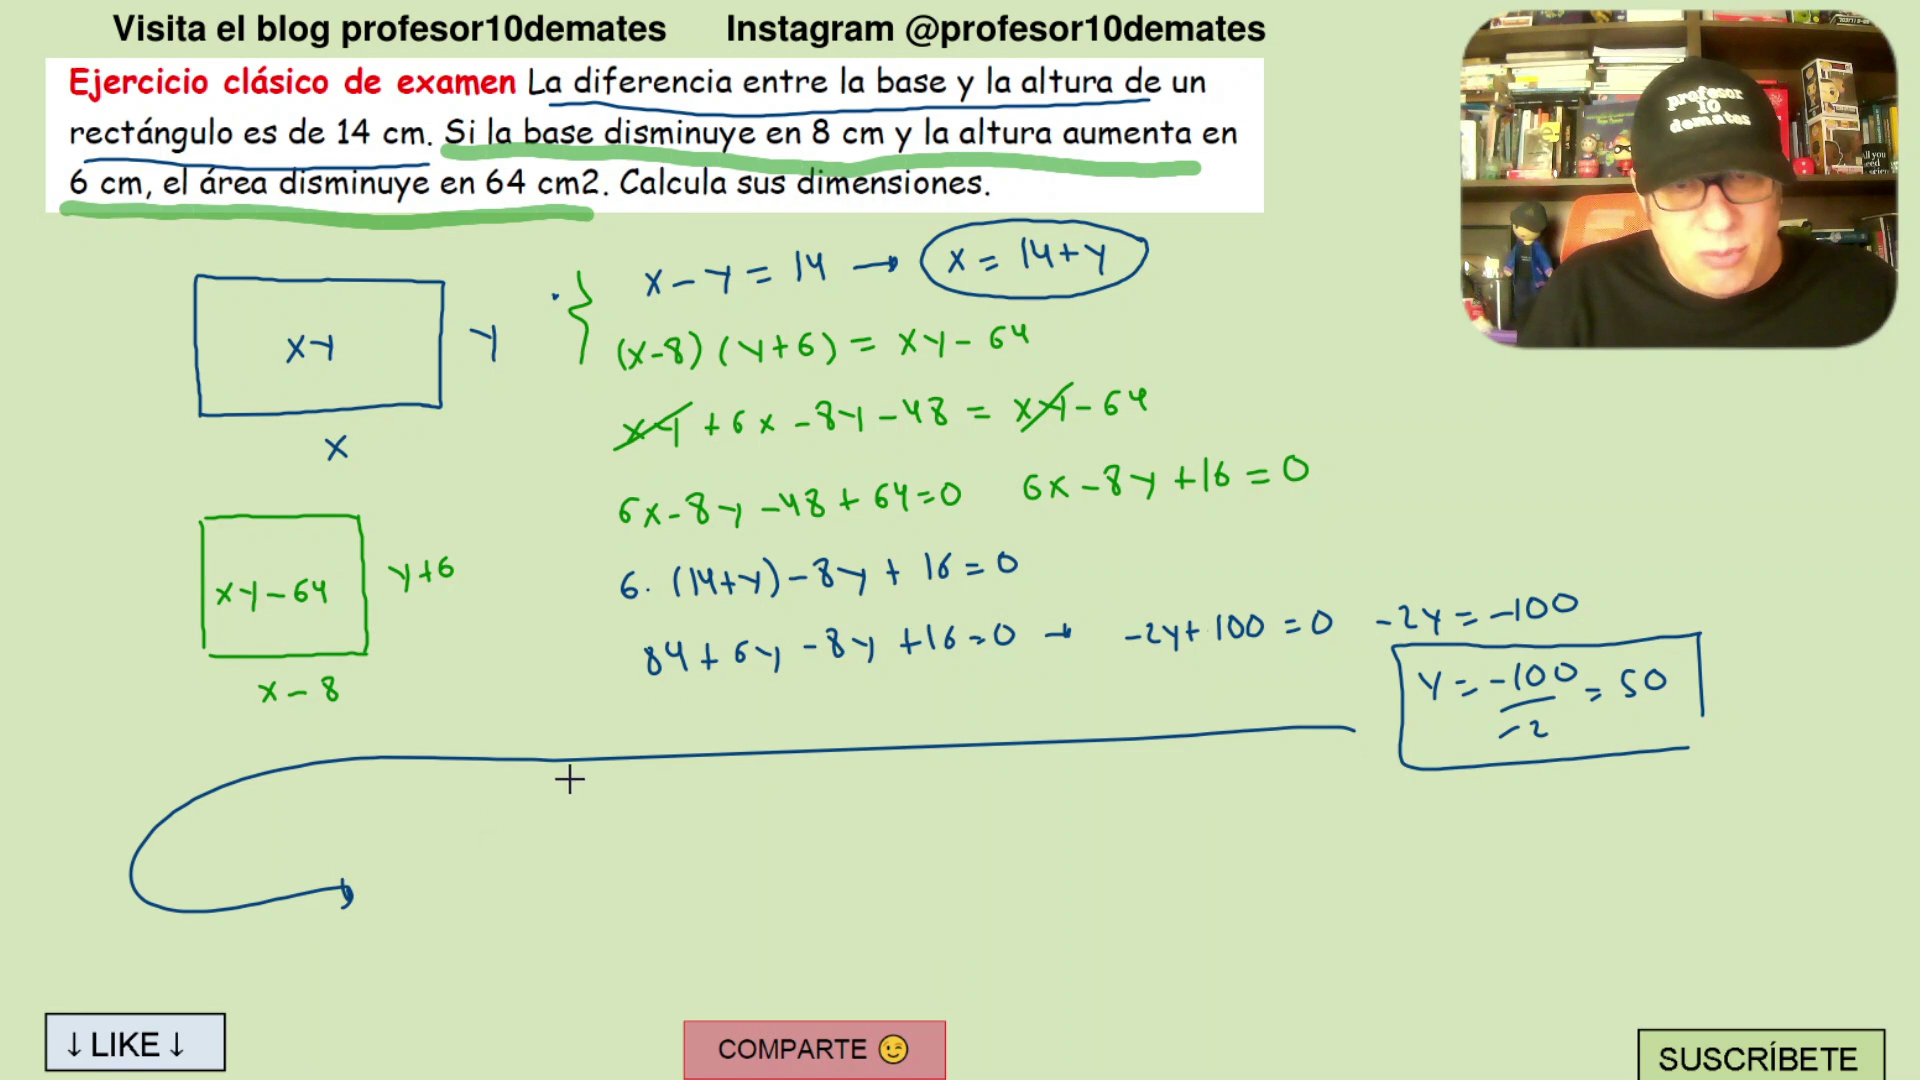 Visita el blog profesor10demates Instagram @profesor10demates
Ejercicio clásico de examen La diferencia entre la base y la altura de un
rectángulo es de 14 cm. Si la base disminuye en 8 cm y la altura aumenta en
6 cm, el área disminuye en 64 cm2. Calcula sus dimensiones.
profesor
10
demates
xy
y
x
x - y = 14 → x = 14+y
(x-8) (y+6) = xy - 64
xy + 6x - 8y - 48 = xy - 64
6x - 8y - 48 + 64 = 0 6x - 8y + 16 = 0
xy - 64
y+6
x - 8
6. (14+y) - 8y + 16 = 0
84 + 6y - 8y + 16 = 0 → -2y + 100 = 0 -2y = -100
y = -100/-2 = 50
↓ LIKE ↓
COMPARTE 😉
SUSCRÍBETE